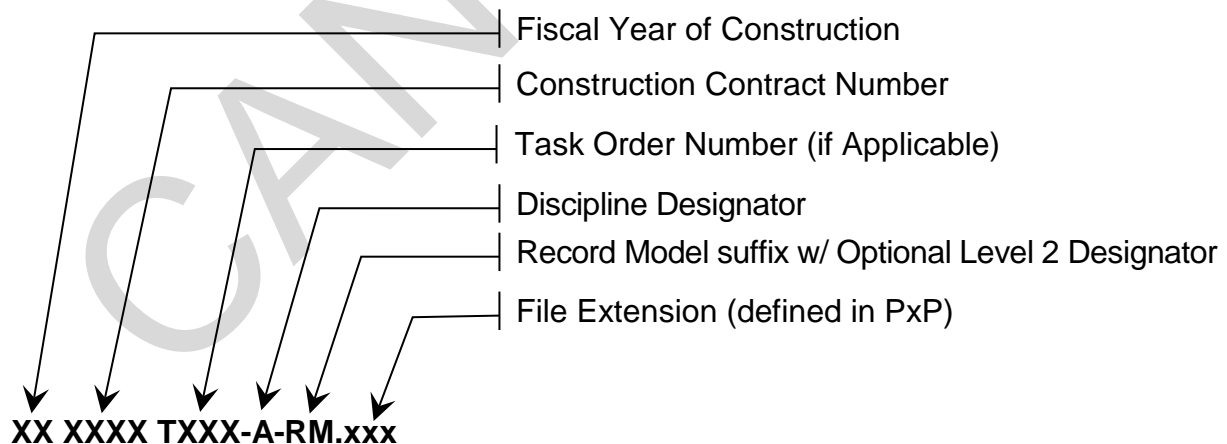 Fiscal Year of Construction
Construction Contract Number
Task Order Number (if Applicable)
Discipline Designator
Record Model suffix w/ Optional Level 2 Designator
File Extension (defined in PxP)
XX XXXX TXXX-A-RM.xxx
CAN